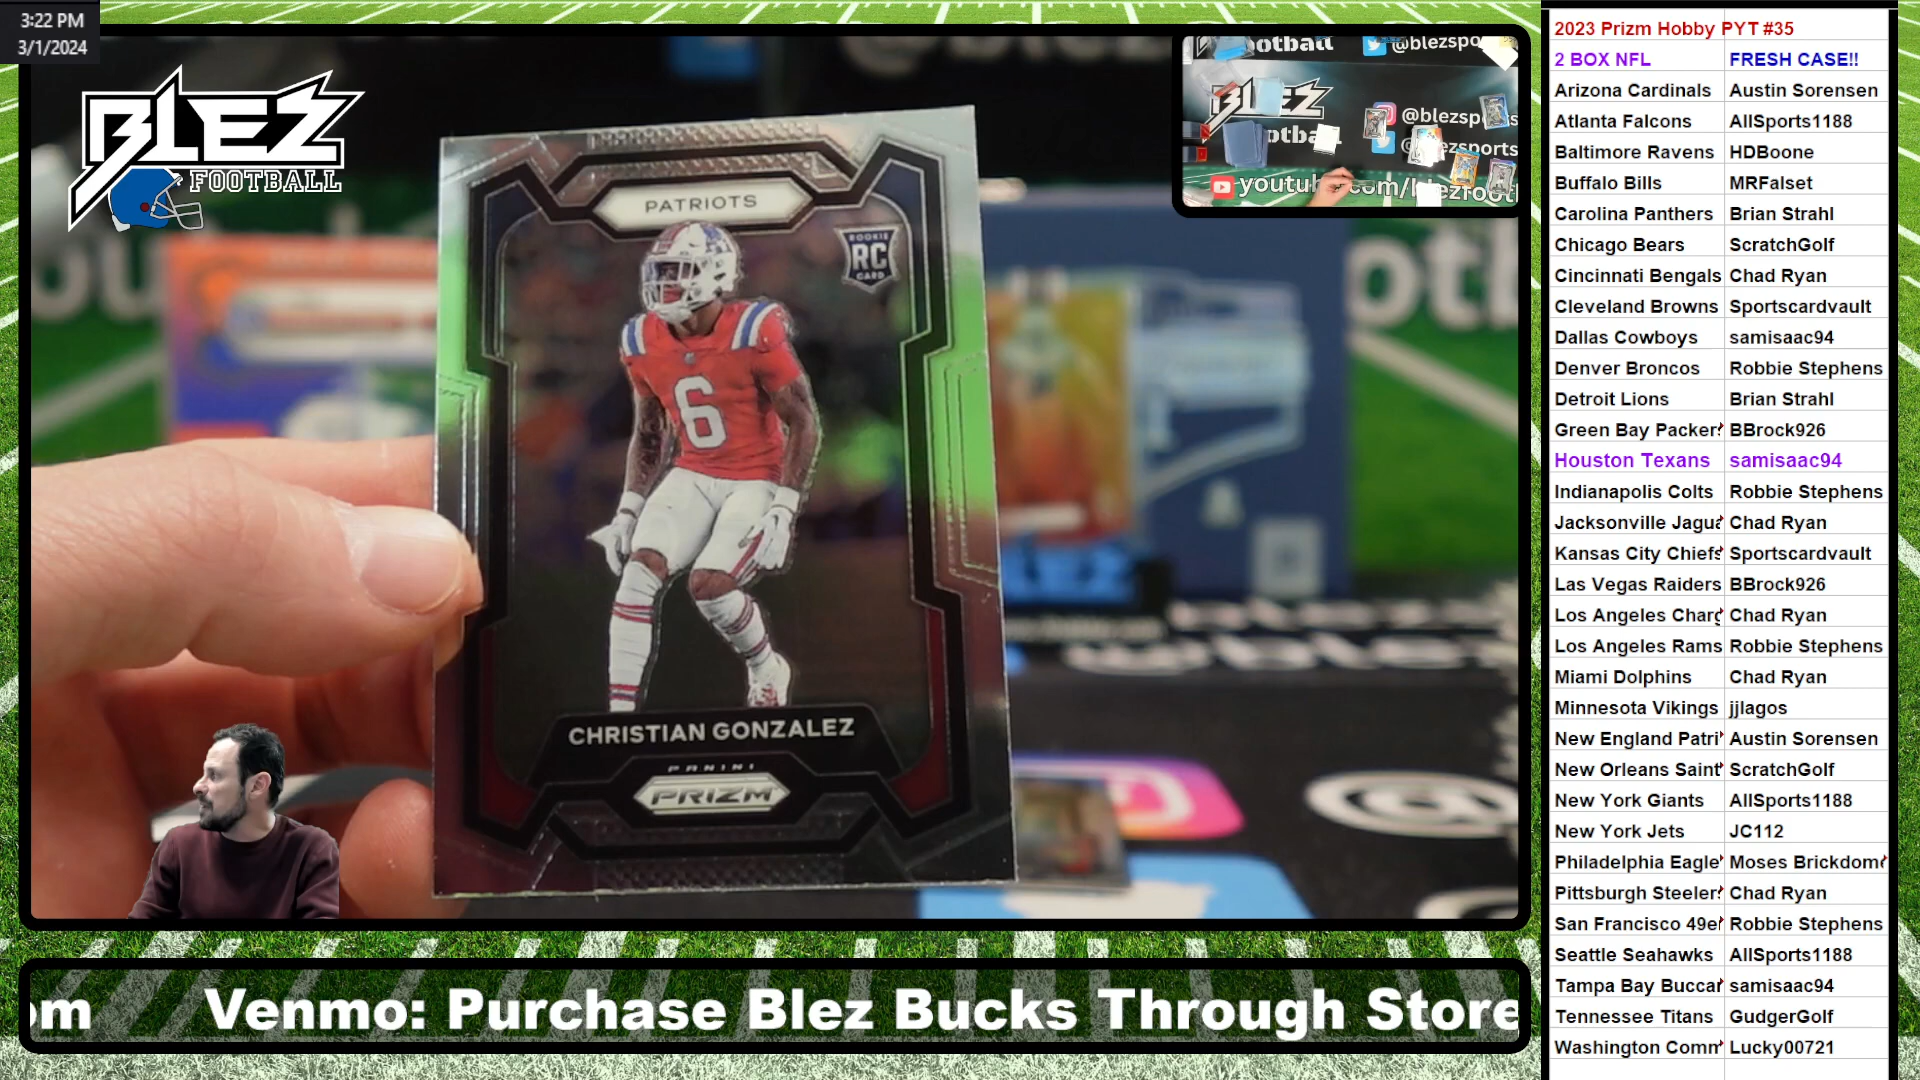 3:22 PM
3/1/2024
BLEZ
FOOTBALL
PATRIOTS
ROOKIE
RC
CARD
6
CHRISTIAN GONZALEZ
PANINI
PRIZM
BLEZ
@blezspo
@blezspo
@blezsports
om Venmo: Purchase Blez Bucks Through Store
2023 Prizm Hobby PYT #35
2 BOX NFL FRESH CASE!!
Arizona Cardinals Austin Sorensen
Atlanta Falcons AllSports1188
Baltimore Ravens HDBoone
Buffalo Bills MRFalset
Carolina Panthers Brian Strahl
Chicago Bears ScratchGolf
Cincinnati Bengals Chad Ryan
Cleveland Browns Sportscardvault
Dallas Cowboys samisaac94
Denver Broncos Robbie Stephens
Detroit Lions Brian Strahl
Green Bay Packer BBrock926
Houston Texans samisaac94
Indianapolis Colts Robbie Stephens
Jacksonville Jagua Chad Ryan
Kansas City Chiefs Sportscardvault
Las Vegas Raiders BBrock926
Los Angeles Charg Chad Ryan
Los Angeles Rams Robbie Stephens
Miami Dolphins Chad Ryan
Minnesota Vikings jjlagos
New England Patri Austin Sorensen
New Orleans Saint ScratchGolf
New York Giants AllSports1188
New York Jets JC112
Philadelphia Eagle Moses Brickdom
Pittsburgh Steeler Chad Ryan
San Francisco 49e Robbie Stephens
Seattle Seahawks AllSports1188
Tampa Bay Buccar samisaac94
Tennessee Titans GudgerGolf
Washington Comm Lucky00721